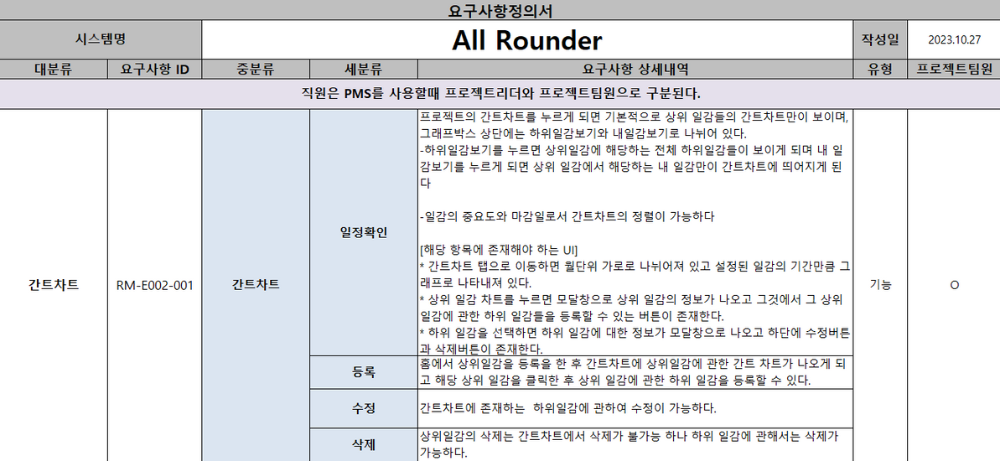 요구사항정의서
시스템명 All Rounder 작성일 2023.10.27
대분류 요구사항 ID 중분류 세분류 요구사항 상세내역 유형 프로젝트팀원
직원은 PMS를 사용할때 프로젝트리더와 프로젝트팀원으로 구분된다.
프로젝트의 간트차트를 누르게 되면 기본적으로 상위 일감들의 간트차트만이 보이며,
그래프박스 상단에는 하위일감보기와 내일감보기로 나뉘어 있다.
-하위일감보기를 누르면 상위일감에 해당하는 전체 하위일감들이 보이게 되며 내 일
감보기를 누르게 되면 상위 일감에서 해당하는 내 일감만이 간트차트에 띄어지게 된
다
-일감의 중요도와 마감일로서 간트차트의 정렬이 가능하다
일정확인
[해당 항목에 존재해야 하는 UI]
* 간트차트 탭으로 이동하면 월단위 가로로 나뉘어져 있고 설정된 일감의 기간만큼 그
래프로 나타내져 있다.
간트차트 RM-E002-001 간트차트 기능 O
* 상위 일감 차트를 누르면 모달창으로 상위 일감의 정보가 나오고 그것에서 그 상위
일감에 관한 하위 일감들을 등록할 수 있는 버튼이 존재한다.
* 하위 일감을 선택하면 하위 일감에 대한 정보가 모달창으로 나오고 하단에 수정버튼
과 삭제버튼이 존재한다.
등록
홈에서 상위일감을 등록을 한 후 간트차트에 상위일감에 관한 간트 차트가 나오게 되
고 해당 상위 일감을 클릭한 후 상위 일감에 관한 하위 일감을 등록할 수 있다.
수정 간트차트에 존재하는 하위일감에 관하여 수정이 가능하다.
삭제
상위일감의 삭제는 간트차트에서 삭제가 불가능 하나 하위 일감에 관해서는 삭제가
가능하다.